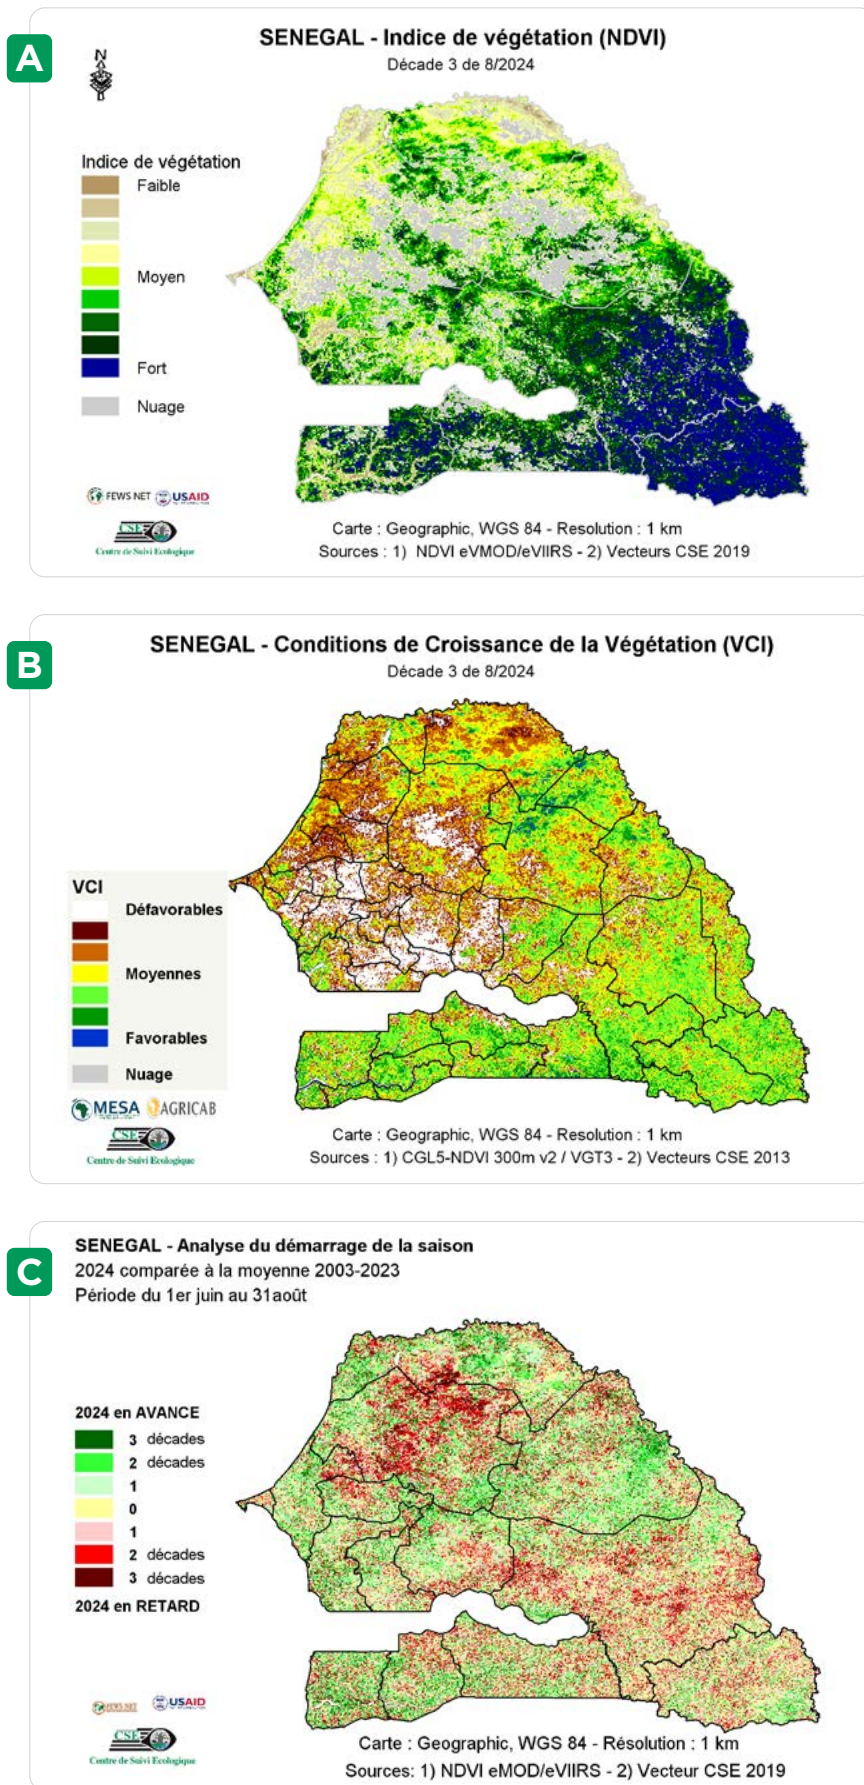 A
SENEGAL - Indice de végétation (NDVI)
Décade 3 de 8/2024
N
Indice de végétation
Faible
Moyen
Fort
Nuage
FEWS NET
USAID
CSE
Centre de Suivi Ecologique
Carte : Geographic, WGS 84 - Resolution : 1 km
Sources : 1) NDVI eVMOD/eVIIRS - 2) Vecteurs CSE 2019
B
SENEGAL - Conditions de Croissance de la Végétation (VCI)
Décade 3 de 8/2024
VCI
Défavorables
Moyennes
Favorables
Nuage
MESA
AGRICAB
CSE
Centre de Suivi Ecologique
Carte : Geographic, WGS 84 - Resolution : 1 km
Sources : 1) CGL5-NDVI 300m v2 / VGT3 - 2) Vecteurs CSE 2013
C
SENEGAL - Analyse du démarrage de la saison
2024 comparée à la moyenne 2003-2023
Période du 1er juin au 31août
2024 en AVANCE
3 décades
2 décades
1
0
1
2 décades
3 décades
2024 en RETARD
FEWS NET
USAID
CSE
Centre de Suivi Ecologique
Carte : Geographic, WGS 84 - Résolution : 1 km
Sources: 1) NDVI eMOD/eVIIRS - 2) Vecteur CSE 2019